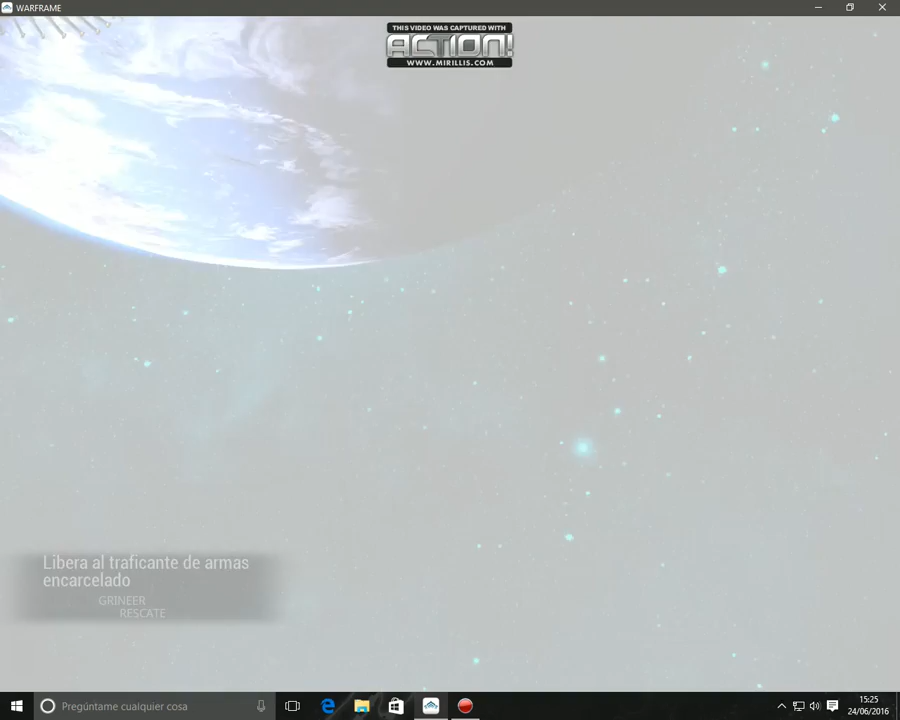 WARFRAME
THIS VIDEO WAS CAPTURED WITH
ACTION!
WWW.MIRILLIS.COM
Libera al traficante de armas
encarcelado
GRINEER
RESCATE
Pregúntame cualquier cosa
15:25
24/06/2016